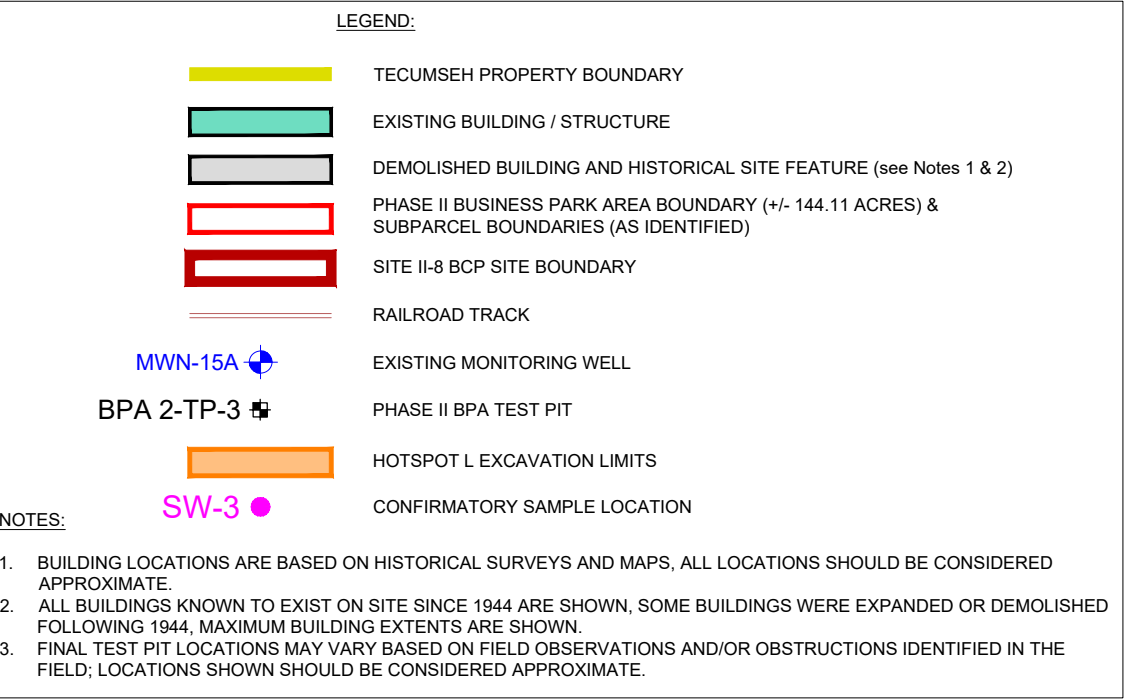 LEGEND:
TECUMSEH PROPERTY BOUNDARY
EXISTING BUILDING / STRUCTURE
DEMOLISHED BUILDING AND HISTORICAL SITE FEATURE (see Notes 1 & 2)
PHASE II BUSINESS PARK AREA BOUNDARY (+/- 144.11 ACRES) &
SUBPARCEL BOUNDARIES (AS IDENTIFIED)
SITE II-8 BCP SITE BOUNDARY
RAILROAD TRACK
MWN-15A EXISTING MONITORING WELL
BPA 2-TP-3 PHASE II BPA TEST PIT
HOTSPOT L EXCAVATION LIMITS
SW-3 CONFIRMATORY SAMPLE LOCATION
NOTES:
1. BUILDING LOCATIONS ARE BASED ON HISTORICAL SURVEYS AND MAPS, ALL LOCATIONS SHOULD BE CONSIDERED
APPROXIMATE.
2. ALL BUILDINGS KNOWN TO EXIST ON SITE SINCE 1944 ARE SHOWN, SOME BUILDINGS WERE EXPANDED OR DEMOLISHED
FOLLOWING 1944, MAXIMUM BUILDING EXTENTS ARE SHOWN.
3. FINAL TEST PIT LOCATIONS MAY VARY BASED ON FIELD OBSERVATIONS AND/OR OBSTRUCTIONS IDENTIFIED IN THE
FIELD; LOCATIONS SHOWN SHOULD BE CONSIDERED APPROXIMATE.